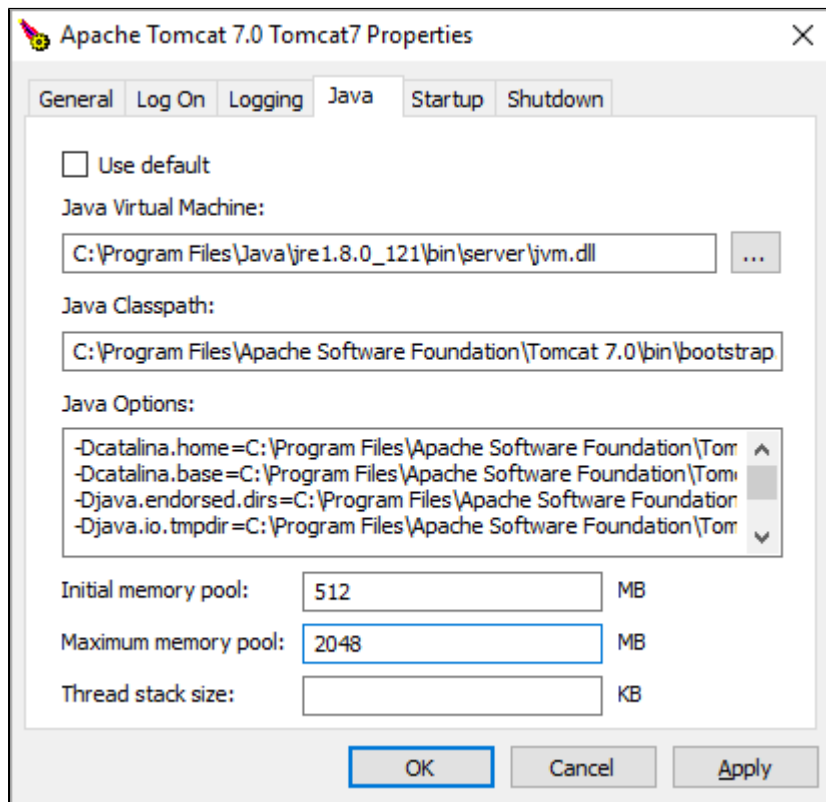 Apache Tomcat 7.0 Tomcat7 Properties
General Log On Logging Java Startup Shutdown
Use default
Java Virtual Machine:
C:\Program Files\Java\jre1.8.0_121\bin\server\jvm.dll
...
Java Classpath:
C:\Program Files\Apache Software Foundation\Tomcat 7.0\bin\bootstrap
Java Options:
-Dcatalina.home=C:\Program Files\Apache Software Foundation\Tom
-Dcatalina.base=C:\Program Files\Apache Software Foundation\Tom
-Djava.endorsed.dirs=C:\Program Files\Apache Software Foundation
-Djava.io.tmpdir=C:\Program Files\Apache Software Foundation\Tom
Initial memory pool: 512 MB
Maximum memory pool: 2048 MB
Thread stack size: KB
OK Cancel Apply